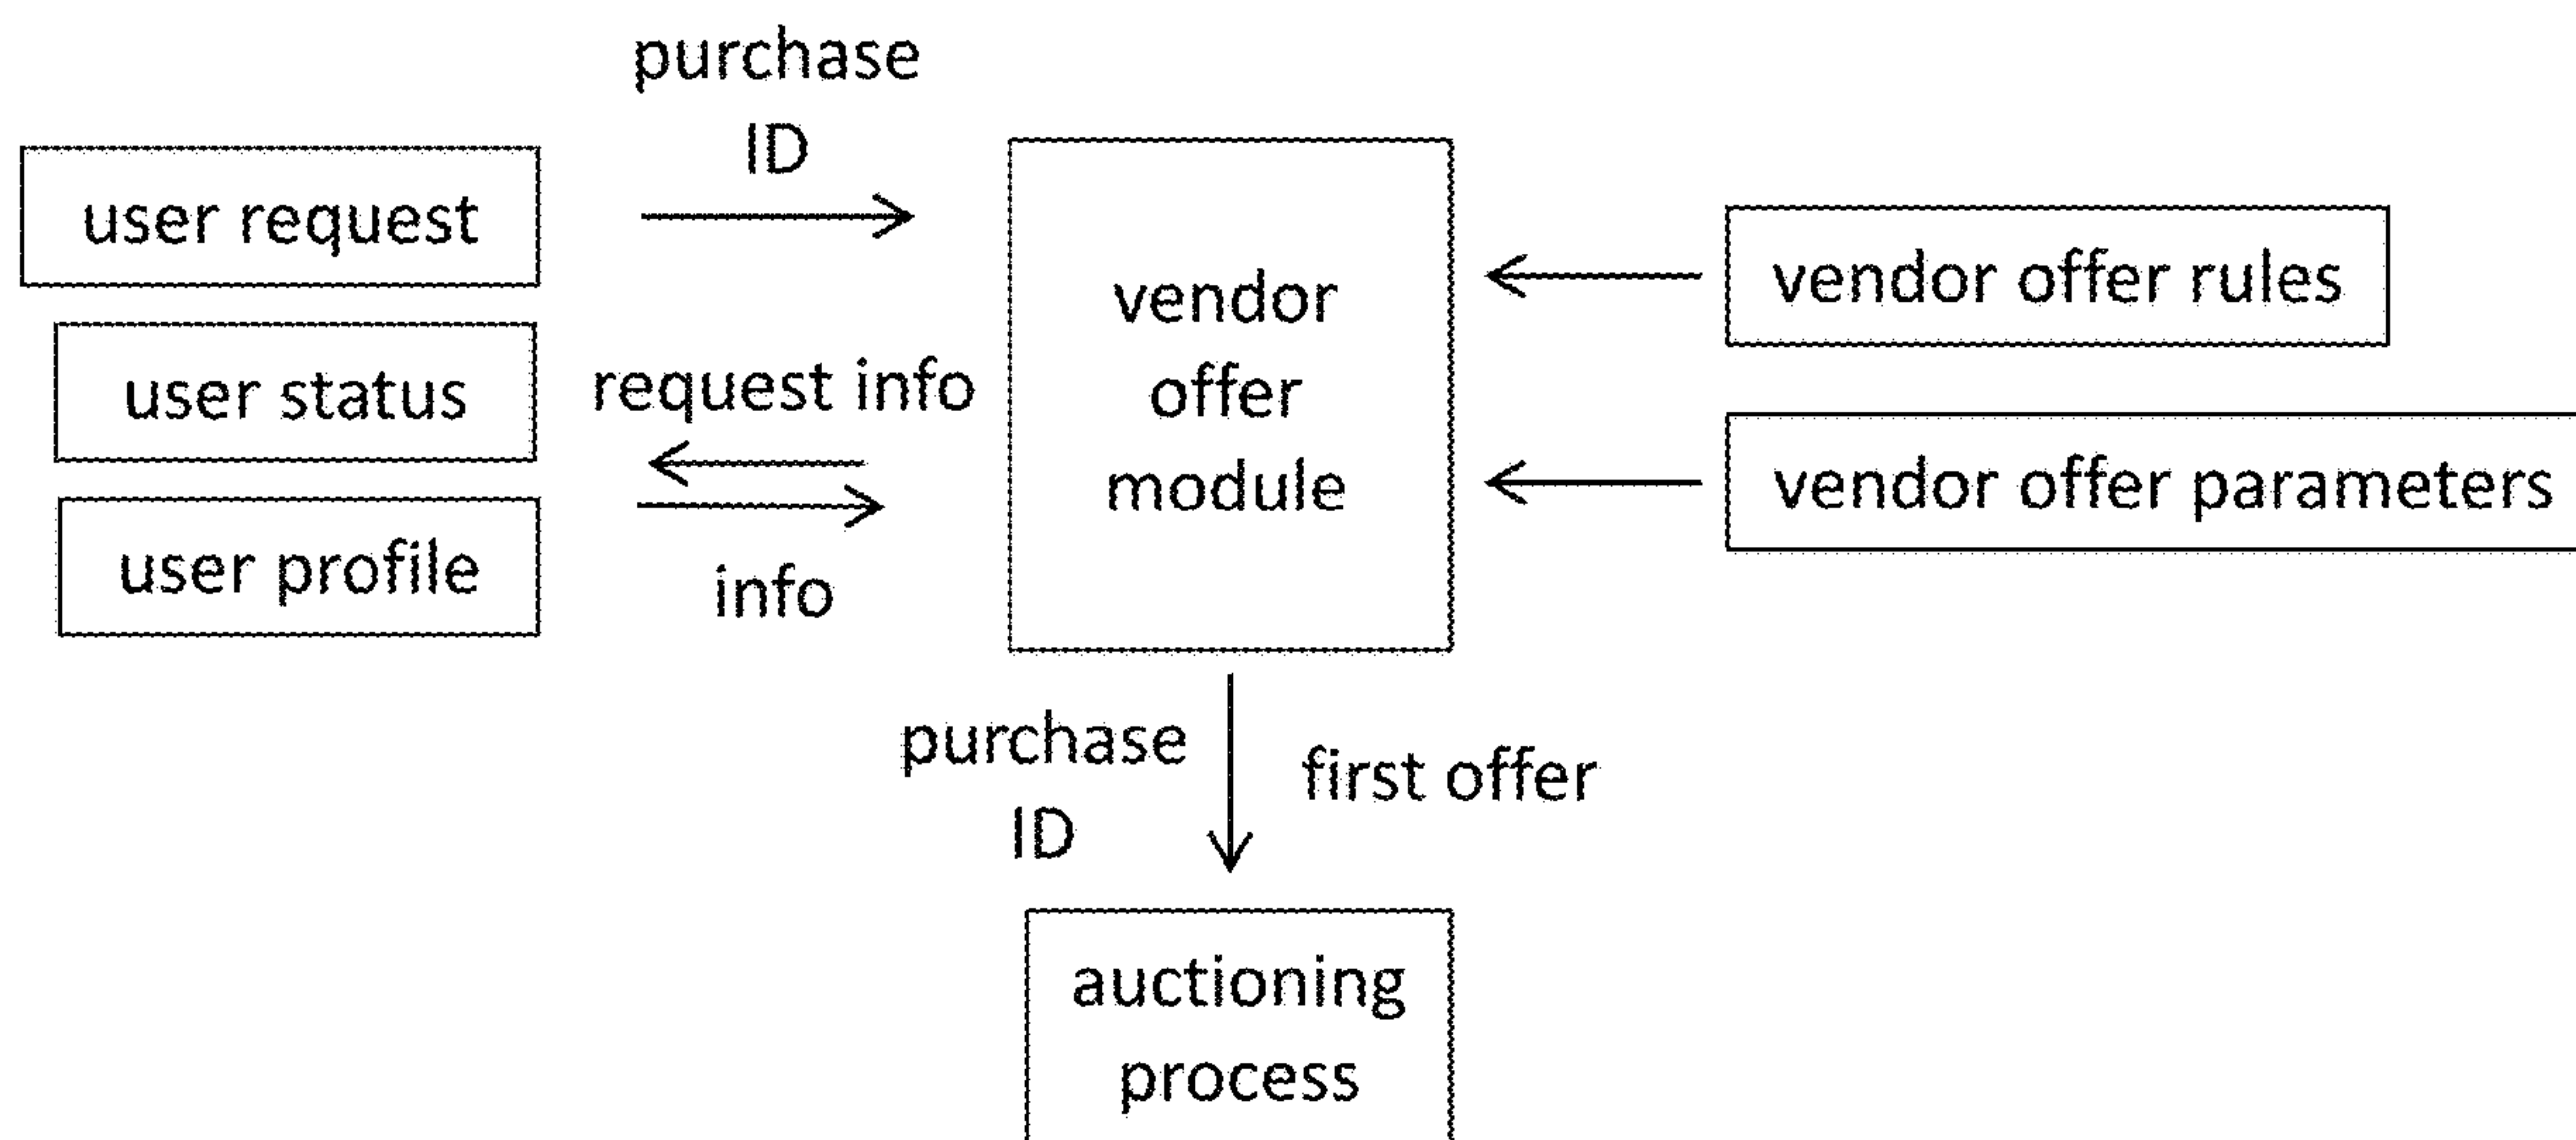 purchase
ID
user request
user status
user profile
request info
info
vendor
offer
module
vendor offer rules
vendor offer parameters
purchase
ID
first offer
auctioning
process